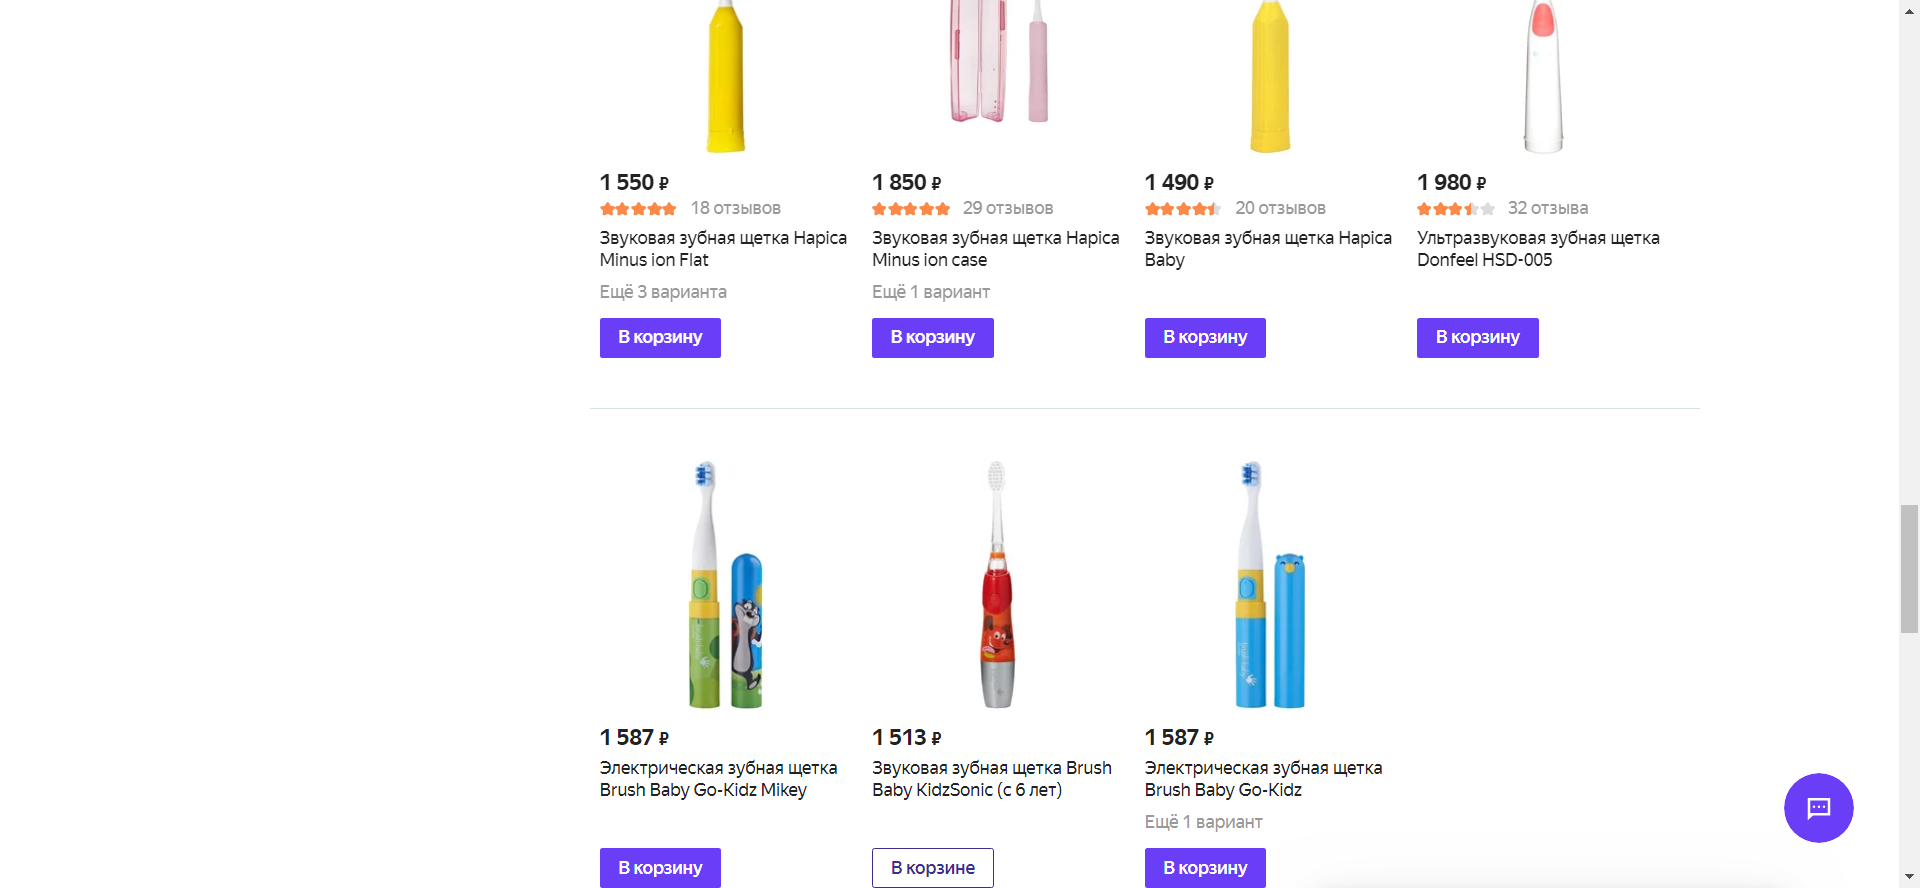 1 550 ₽
18 отзывов
Звуковая зубная щетка Hapica
Minus ion Flat
Ещё 3 варианта
В корзину
1 850 ₽
29 отзывов
Звуковая зубная щетка Hapica
Minus ion case
Ещё 1 вариант
В корзину
1 490 ₽
20 отзывов
Звуковая зубная щетка Hapica
Baby
В корзину
1 980 ₽
32 отзыва
Ультразвуковая зубная щетка
Donfeel HSD-005
В корзину
1 587 ₽
Электрическая зубная щетка
Brush Baby Go-Kidz Mikey
В корзину
1 513 ₽
Звуковая зубная щетка Brush
Baby KidzSonic (с 6 лет)
В корзине
1 587 ₽
Электрическая зубная щетка
Brush Baby Go-Kidz
Ещё 1 вариант
В корзину